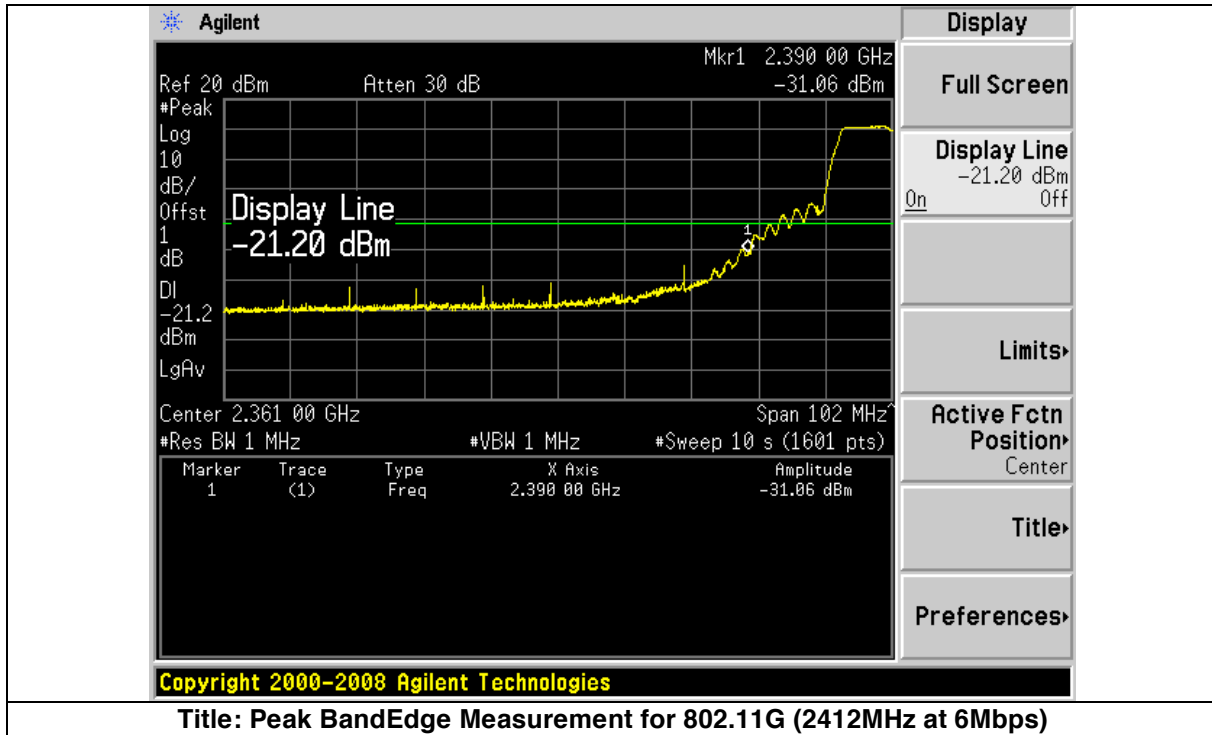 Agilent
Display
Mkr1 2.390 00 GHz
Ref 20 dBm Atten 30 dB -31.06 dBm
#Peak
Log
10
dB/
Offst
1
dB
DI
-21.2
dBm
LgAv
Display Line
-21.20 dBm
1
Center 2.361 00 GHz Span 102 MHz^
#Res BW 1 MHz #VBW 1 MHz #Sweep 10 s (1601 pts)
Marker Trace Type X Axis Amplitude
1 (1) Freq 2.390 00 GHz -31.06 dBm
Full Screen
Display Line
-21.20 dBm
On Off
Limits
Active Fctn
Position
Center
Title
Preferences
Copyright 2000-2008 Agilent Technologies
Title: Peak BandEdge Measurement for 802.11G (2412MHz at 6Mbps)